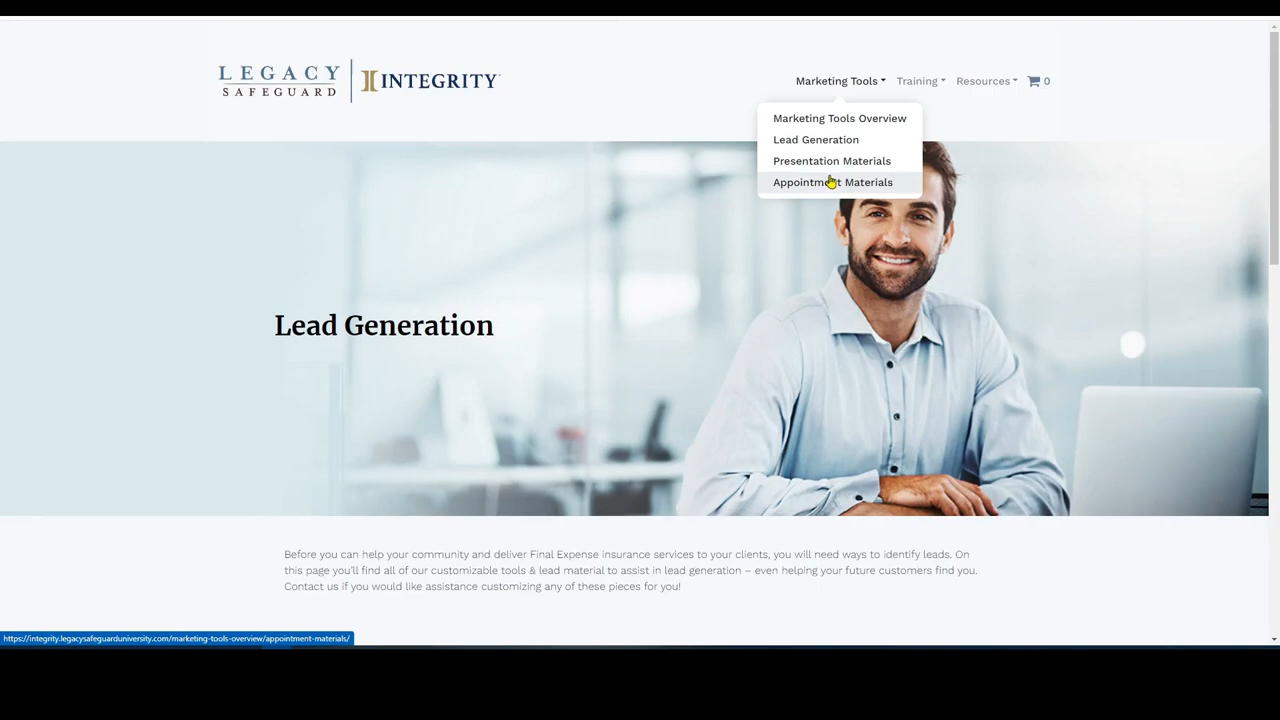 LEGACY
SAFEGUARD
INTEGRITY
Marketing Tools
Training
Resources
0
Marketing Tools Overview
Lead Generation
Presentation Materials
Appointment Materials
Lead Generation
Before you can help your community and deliver Final Expense insurance services to your clients, you will need ways to identify leads. On
this page you'll find all of our customizable tools & lead material to assist in lead generation – even helping your future customers find you.
Contact us if you would like assistance customizing any of these pieces for you!
https://integrity.legacysafeguarduniversity.com/marketing-tools-overview/appointment-materials/